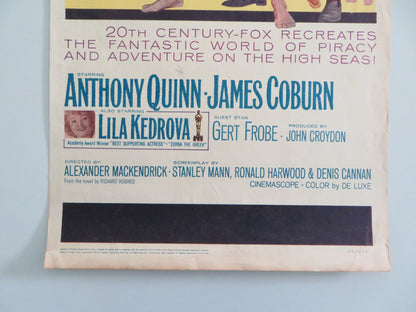 20TH CENTURY-FOX RECREATES
THE FANTASTIC WORLD OF PIRACY
AND ADVENTURE ON THE HIGH SEAS!
STARRING
ANTHONY QUINN · JAMES COBURN
ALSO STARRING
LILA KEDROVA
Academy Award Winner "BEST SUPPORTING ACTRESS"—"ZORBA THE GREEK"
GUEST STAR
GERT FROBE ·
PRODUCED BY
JOHN CROYDON
DIRECTED BY
ALEXANDER MACKENDRICK ·
SCREENPLAY BY
STANLEY MANN, RONALD HARWOOD & DENIS CANNAN
From the novel by RICHARD HUGHES
CINEMASCOPE · COLOR by DE LUXE